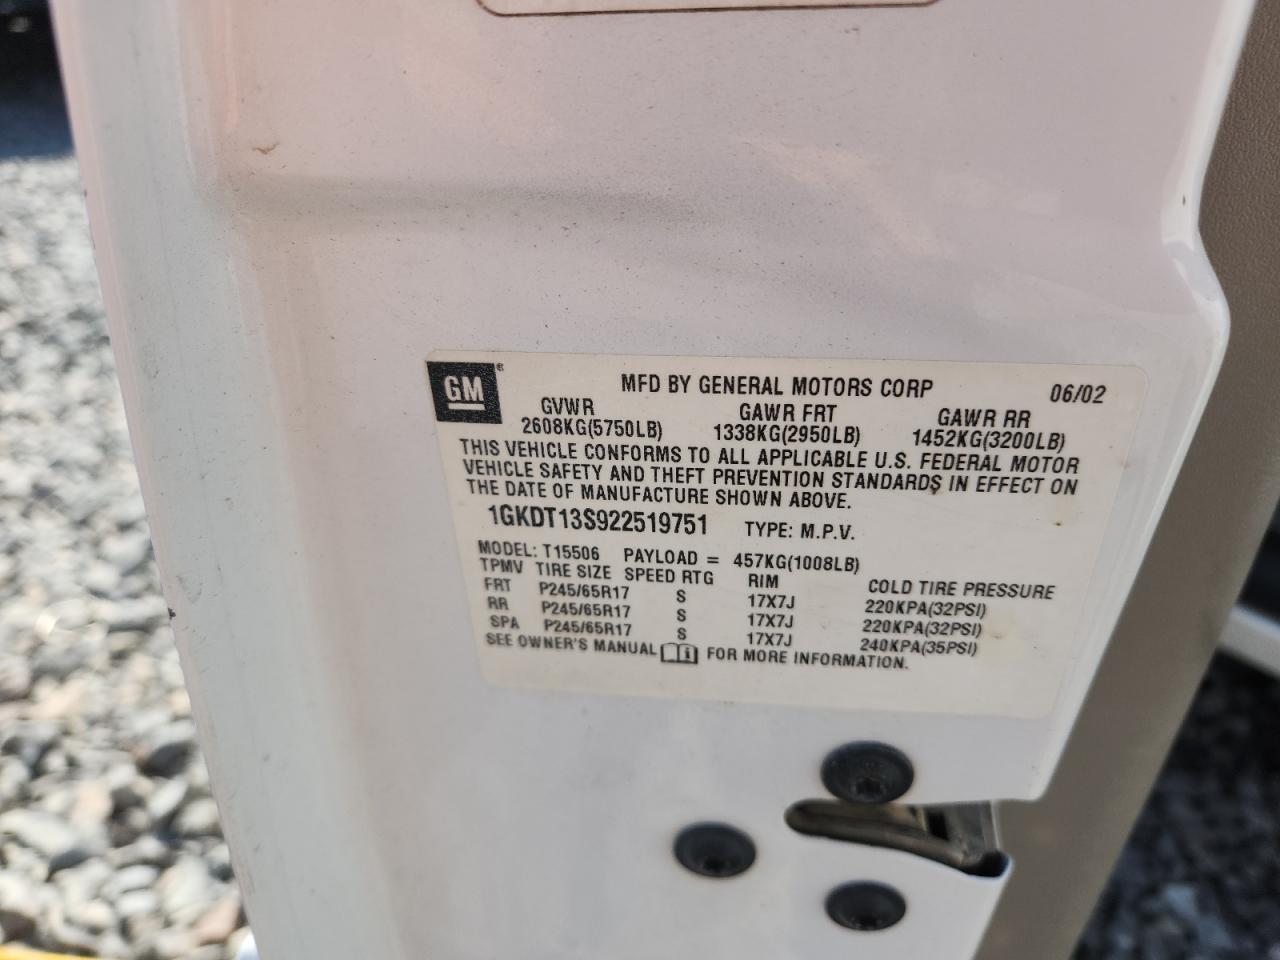 GM®
MFD BY GENERAL MOTORS CORP 06/02
GVWR GAWR FRT GAWR RR
2608KG(5750LB) 1338KG(2950LB) 1452KG(3200LB)
THIS VEHICLE CONFORMS TO ALL APPLICABLE U.S. FEDERAL MOTOR
VEHICLE SAFETY AND THEFT PREVENTION STANDARDS IN EFFECT ON
THE DATE OF MANUFACTURE SHOWN ABOVE.
1GKDT13S922519751 TYPE: M.P.V.
MODEL: T15506 PAYLOAD = 457KG(1008LB)
TPMV TIRE SIZE SPEED RTG RIM COLD TIRE PRESSURE
FRT P245/65R17 S 17X7J 220KPA(32PSI)
RR P245/65R17 S 17X7J 220KPA(32PSI)
SPA P245/65R17 S 17X7J 240KPA(35PSI)
SEE OWNER'S MANUAL FOR MORE INFORMATION.